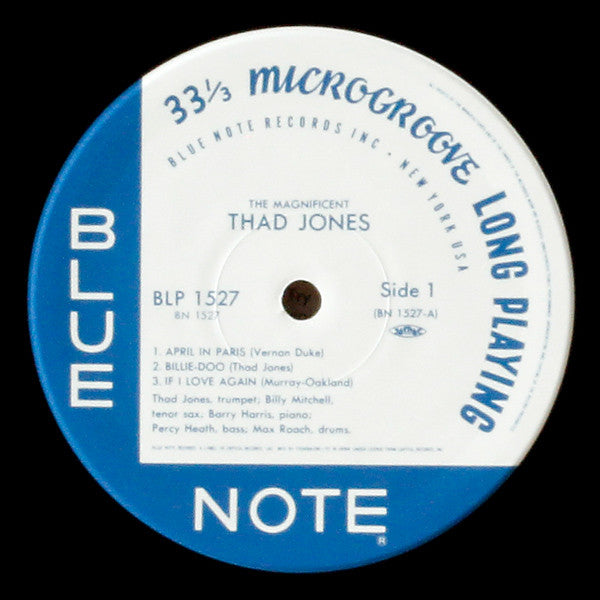 33⅓ MICROGROOVE LONG PLAYING
BLUE NOTE RECORDS INC · NEW YORK USA
THE MAGNIFICENT
THAD JONES
BLP 1527
BN 1527
Side 1
(BN 1527-A)
1. APRIL IN PARIS (Vernan Duke)
2. BILLIE-DOO (Thad Jones)
3. IF I LOVE AGAIN (Murray-Oakland)
Thad Jones, trumpet; Billy Mitchell,
tenor sax; Barry Harris, piano;
Percy Heath, bass; Max Roach, drums.
BLUE
NOTE®